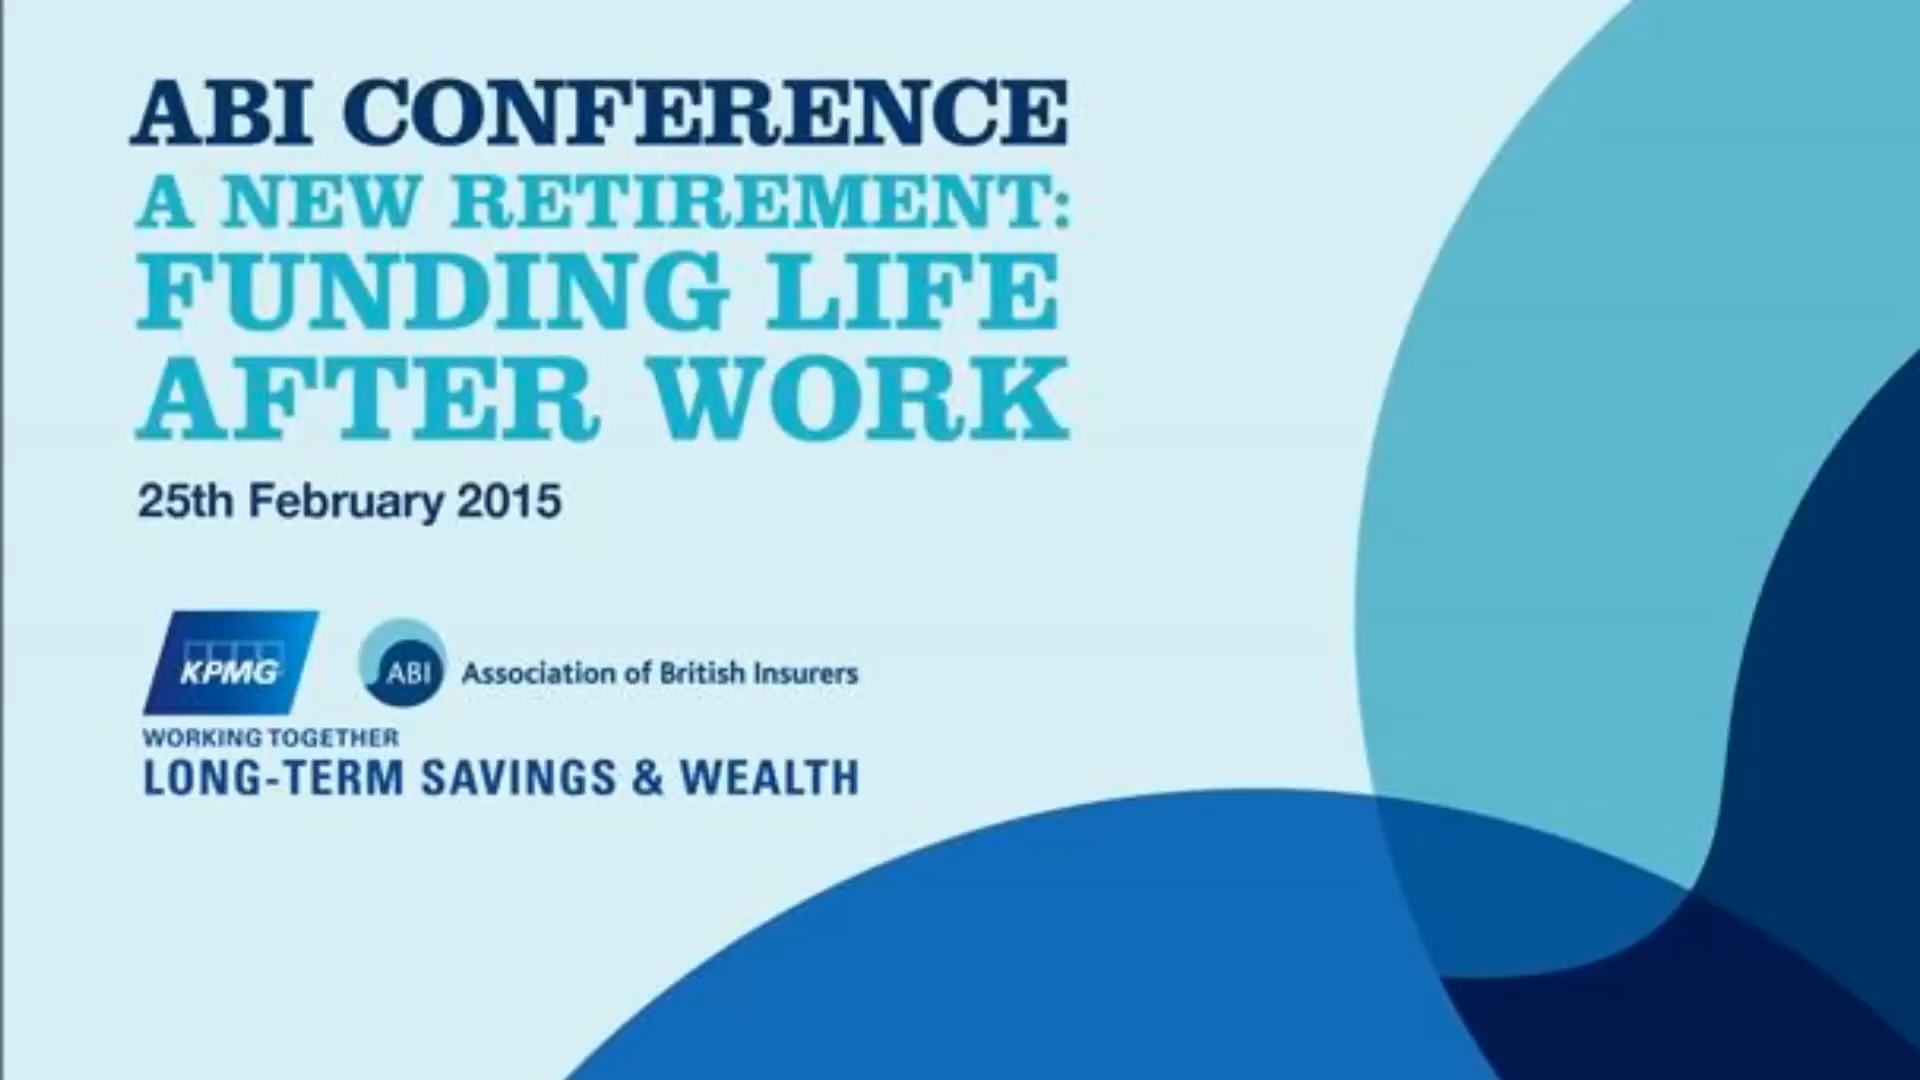 ABI CONFERENCE
A NEW RETIREMENT:
FUNDING LIFE
AFTER WORK
25th February 2015
KPMG ABI Association of British Insurers
WORKING TOGETHER
LONG-TERM SAVINGS & WEALTH